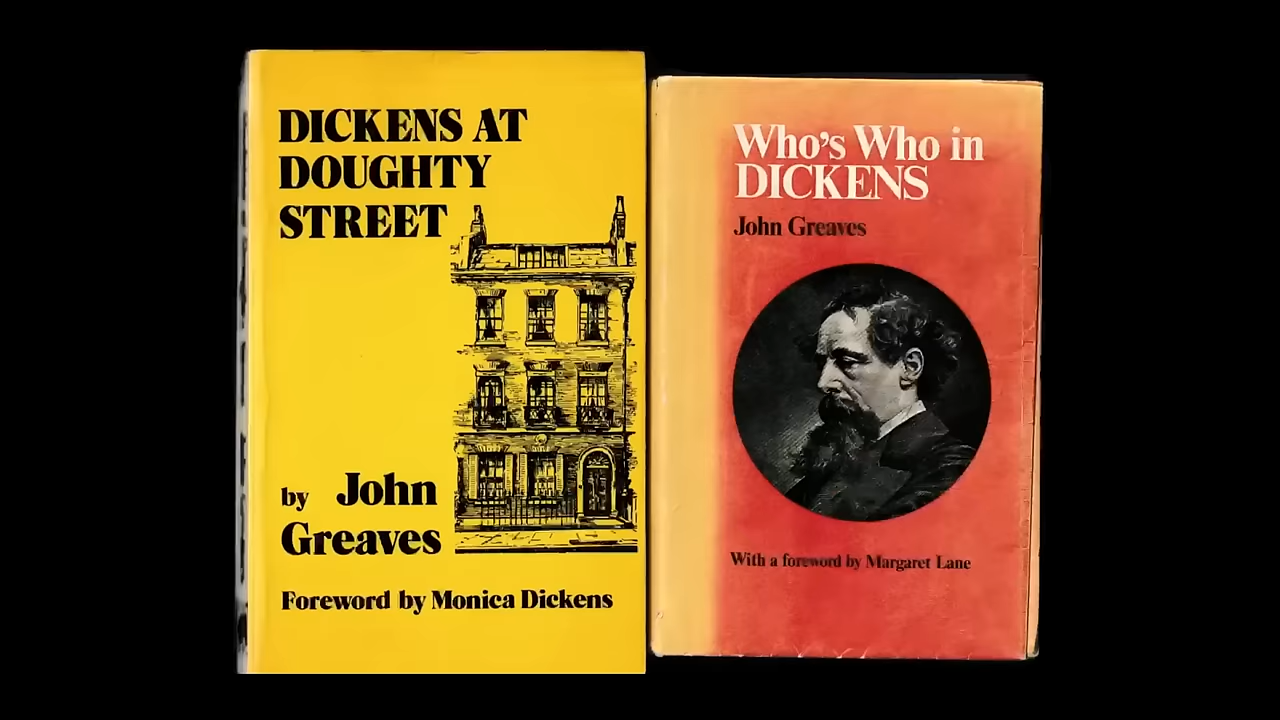 DICKENS AT
DOUGHTY
STREET
by John
Greaves
Foreword by Monica Dickens
Who's Who in
DICKENS
John Greaves
With a foreword by Margaret Lane